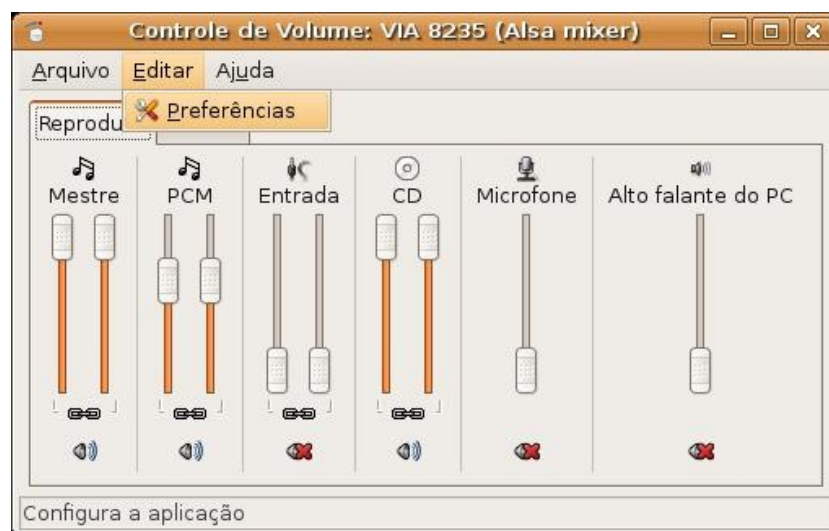 Controle de Volume: VIA 8235 (Alsa mixer)
Arquivo Editar Ajuda
Preferências
Reprodu
Mestre PCM Entrada CD Microfone Alto falante do PC
Configura a aplicação